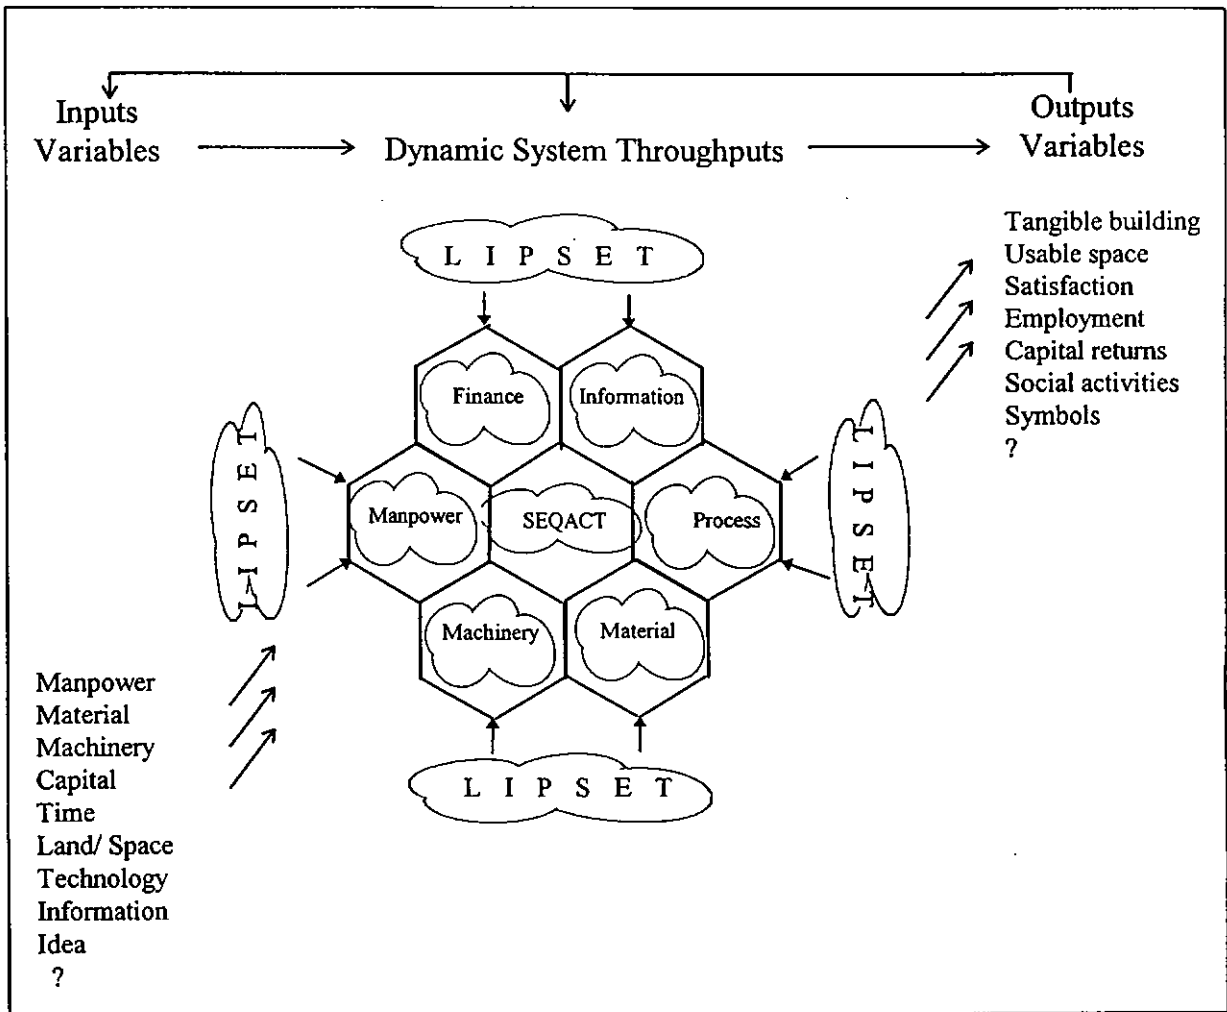 Inputs
Variables
Dynamic System Throughputs
Outputs
Variables
Tangible building
Usable space
Satisfaction
Employment
Capital returns
Social activities
Symbols
?
L I P S E T
Finance
Information
L I P S E T
Manpower
SEQACT
Process
L I P S E T
Machinery
Material
L I P S E T
Manpower
Material
Machinery
Capital
Time
Land/ Space
Technology
Information
Idea
?